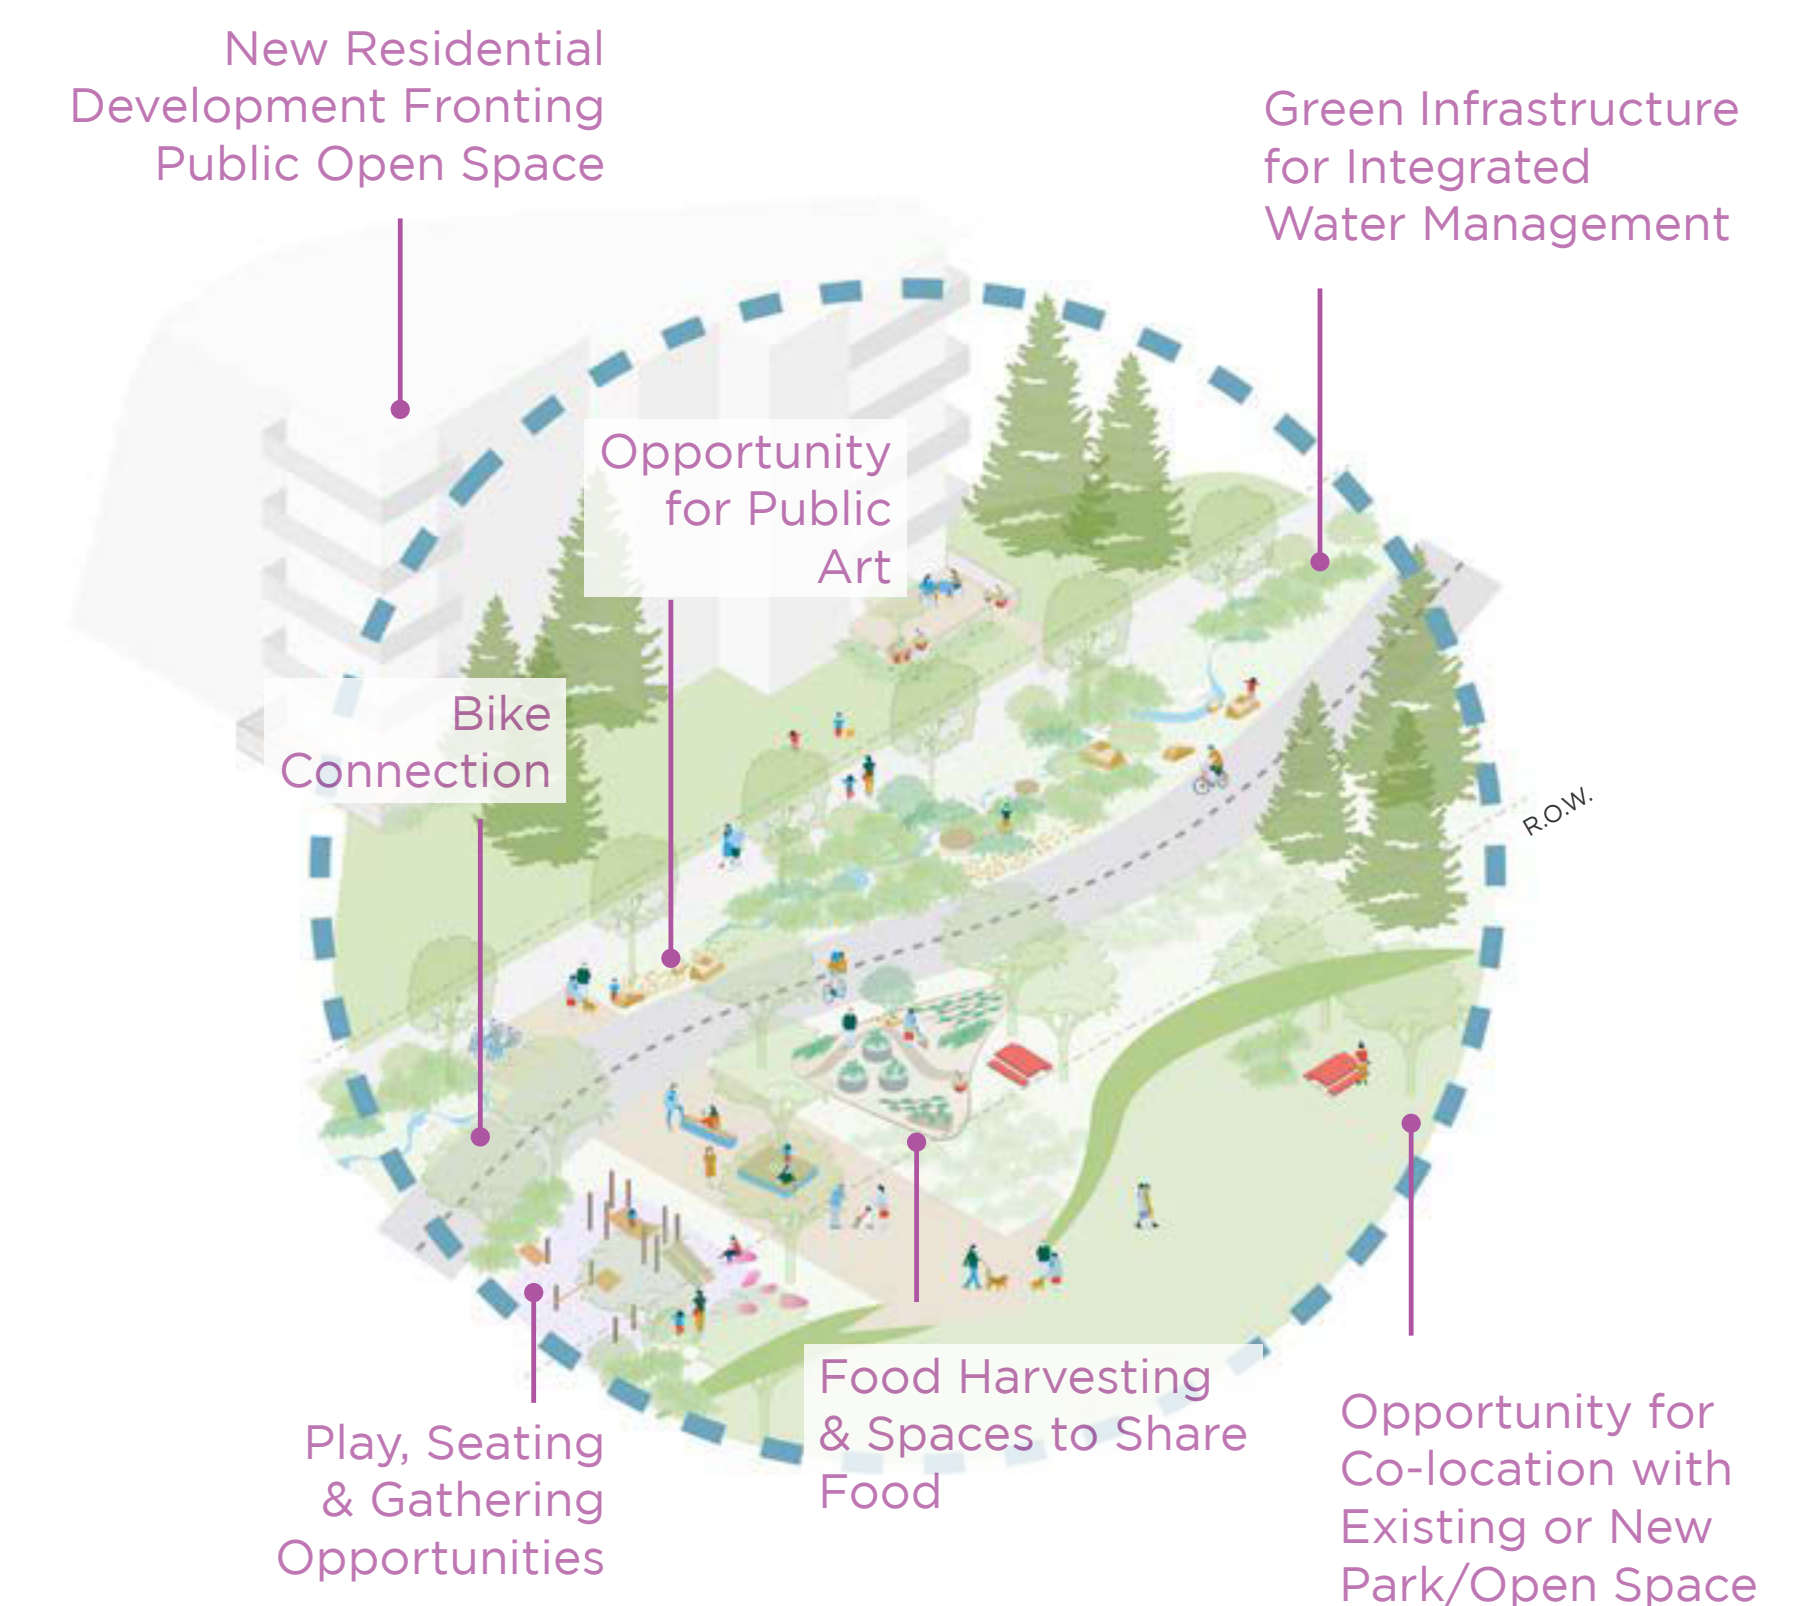 New Residential
Development Fronting
Public Open Space
Green Infrastructure
for Integrated
Water Management
Opportunity
for Public
Art
Bike
Connection
R.O.W.
Food Harvesting
& Spaces to Share
Food
Play, Seating
& Gathering
Opportunities
Opportunity for
Co-location with
Existing or New
Park/Open Space